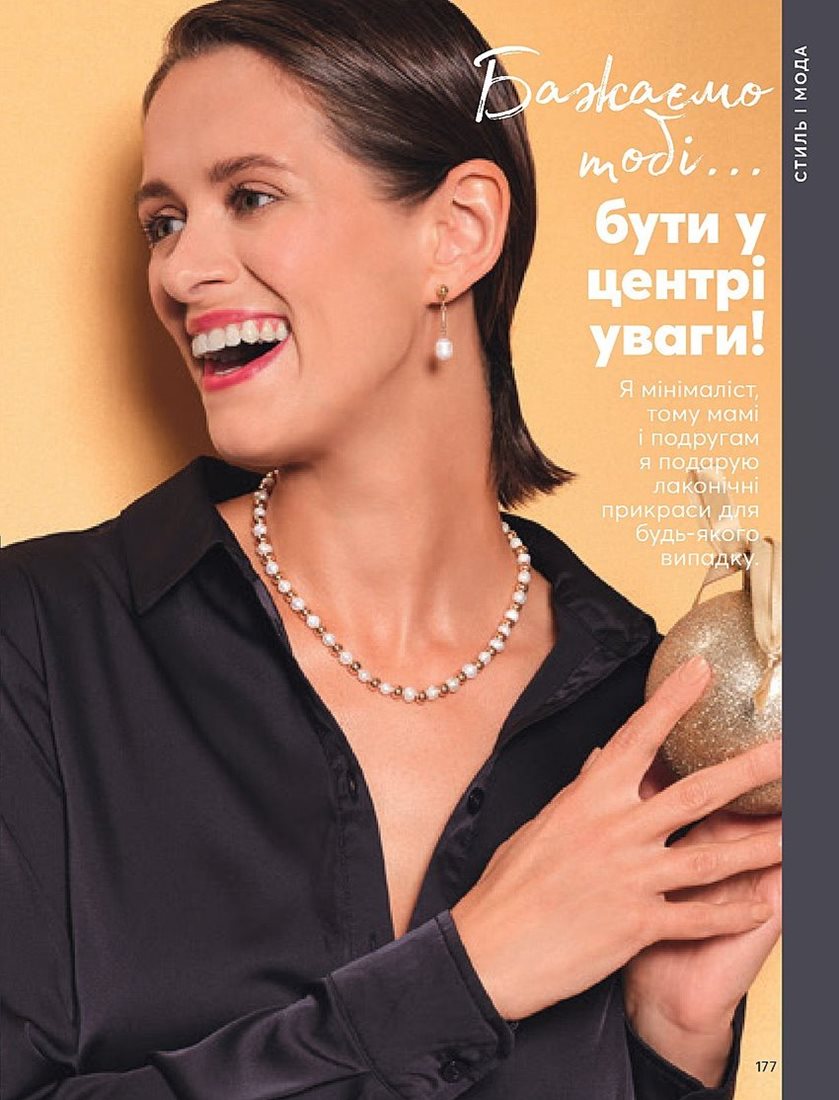 Бажаємо
тобі...
бути у
центрі
уваги!
Я мінімаліст,
тому мамі
і подругам
я подарую
лаконічні
прикраси для
будь-якого
випадку.
СТИЛЬ І МОДА
177